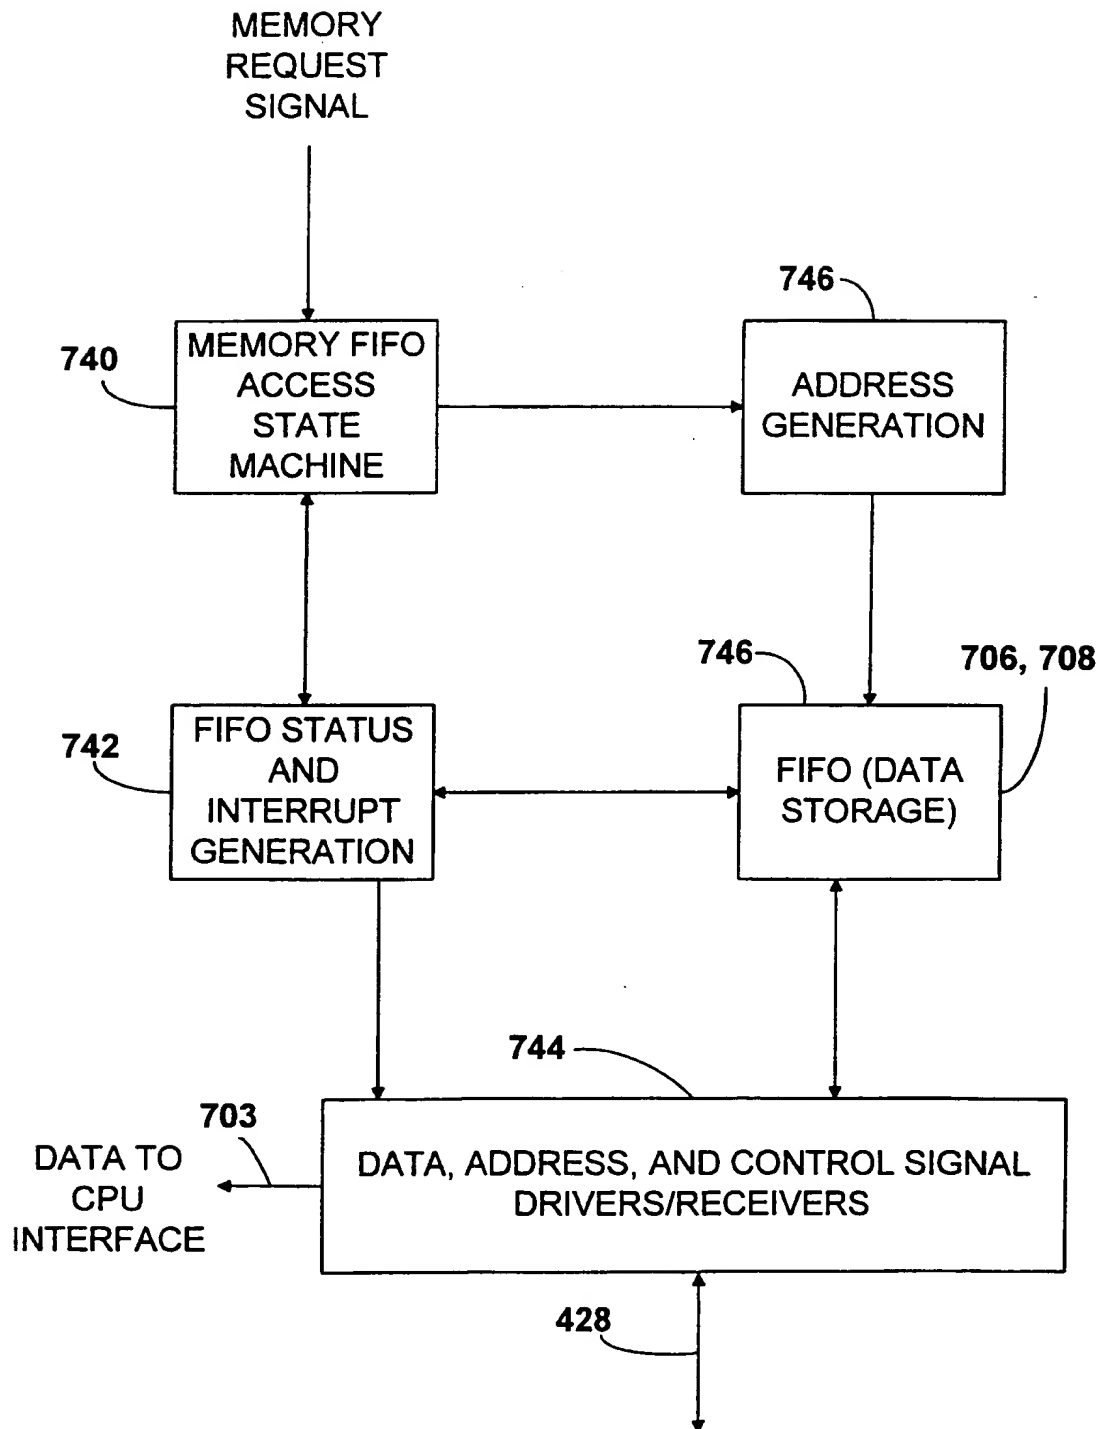 MEMORY
REQUEST
SIGNAL
746
740
MEMORY FIFO
ACCESS
STATE
MACHINE
ADDRESS
GENERATION
746
706, 708
742
FIFO STATUS
AND
INTERRUPT
GENERATION
FIFO (DATA
STORAGE)
744
703
DATA TO
CPU
INTERFACE
DATA, ADDRESS, AND CONTROL SIGNAL
DRIVERS/RECEIVERS
428